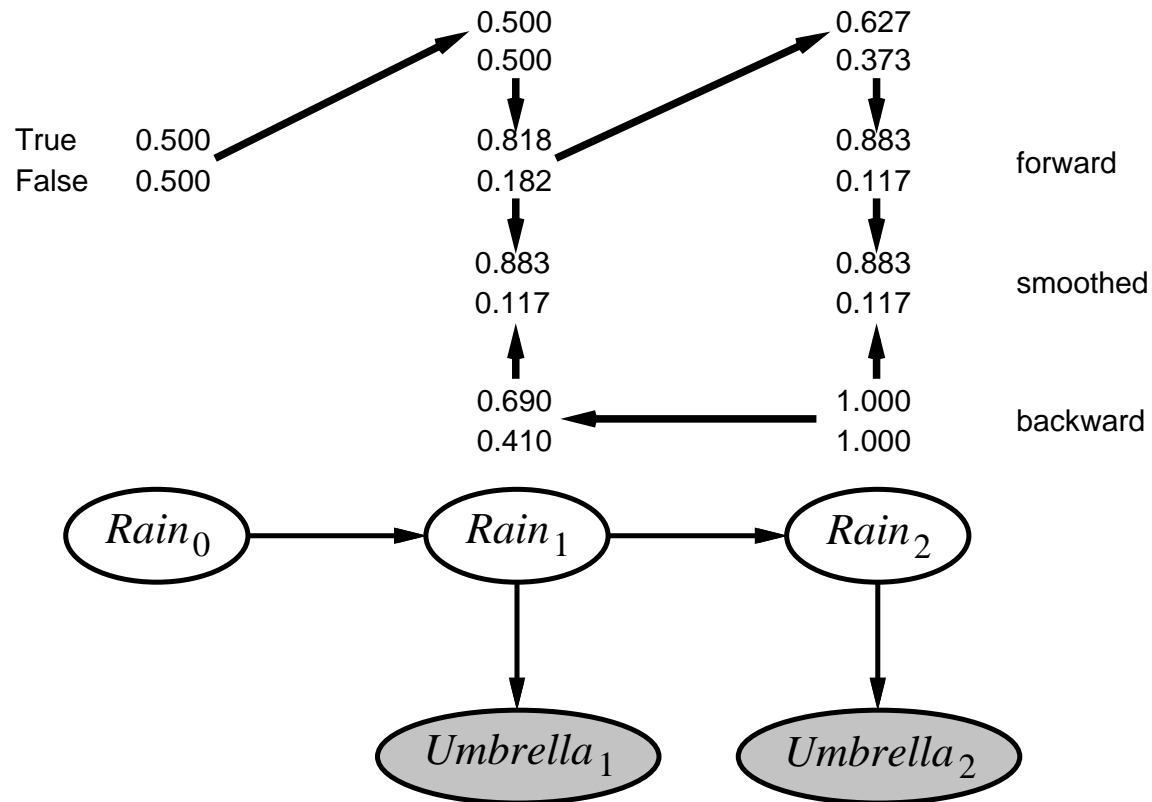 0.500 0.627
0.500 0.373
True 0.500 0.818 0.883
False 0.500 0.182 0.117
forward
0.883 0.883
smoothed
0.117 0.117
0.690 1.000
backward
0.410 1.000
Rain0 Rain1 Rain2
Umbrella1 Umbrella2